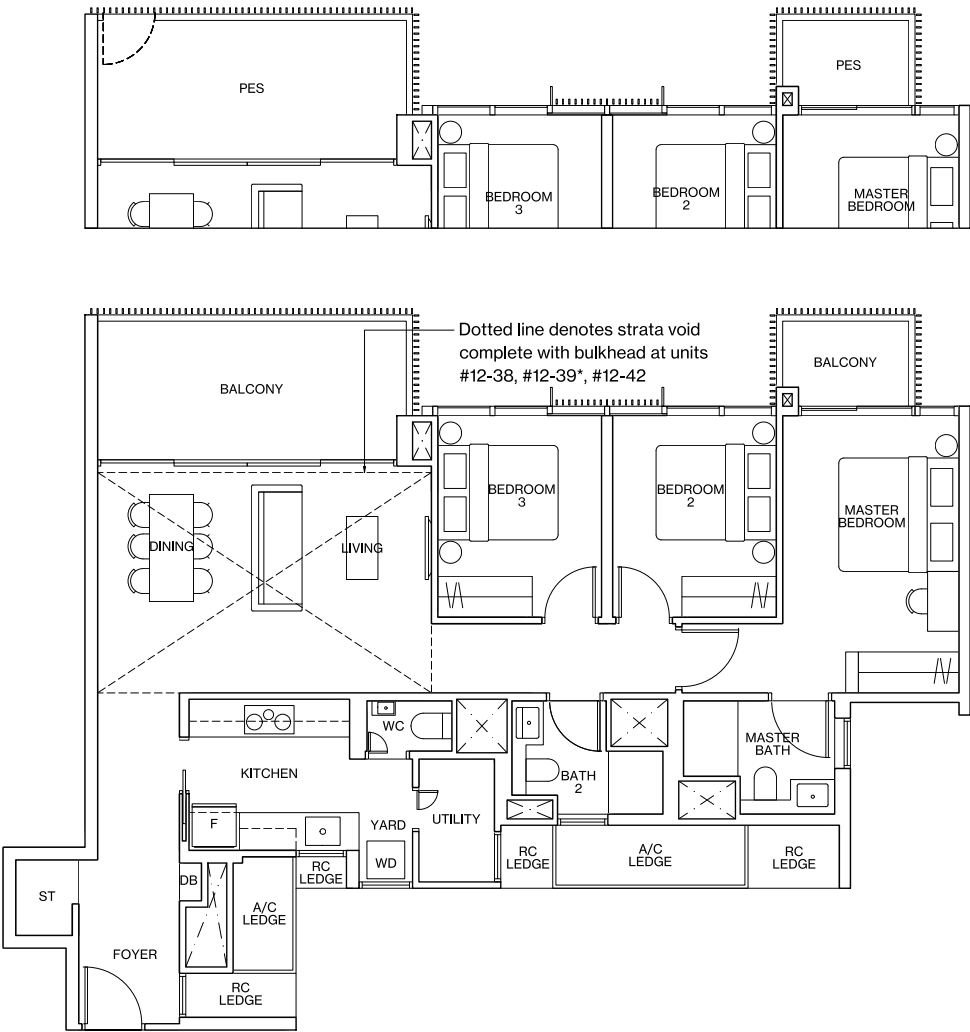 PES
PES
BEDROOM
3
BEDROOM
2
MASTER
BEDROOM
Dotted line denotes strata void
complete with bulkhead at units
#12-38, #12-39*, #12-42
BALCONY
BALCONY
BEDROOM
3
BEDROOM
2
MASTER
BEDROOM
DINING
LIVING
WC
KITCHEN
MASTER
BATH
BATH
2
F
YARD
UTILITY
WD
RC
LEDGE
RC
LEDGE
A/C
LEDGE
RC
LEDGE
ST
DB
A/C
LEDGE
FOYER
RC
LEDGE